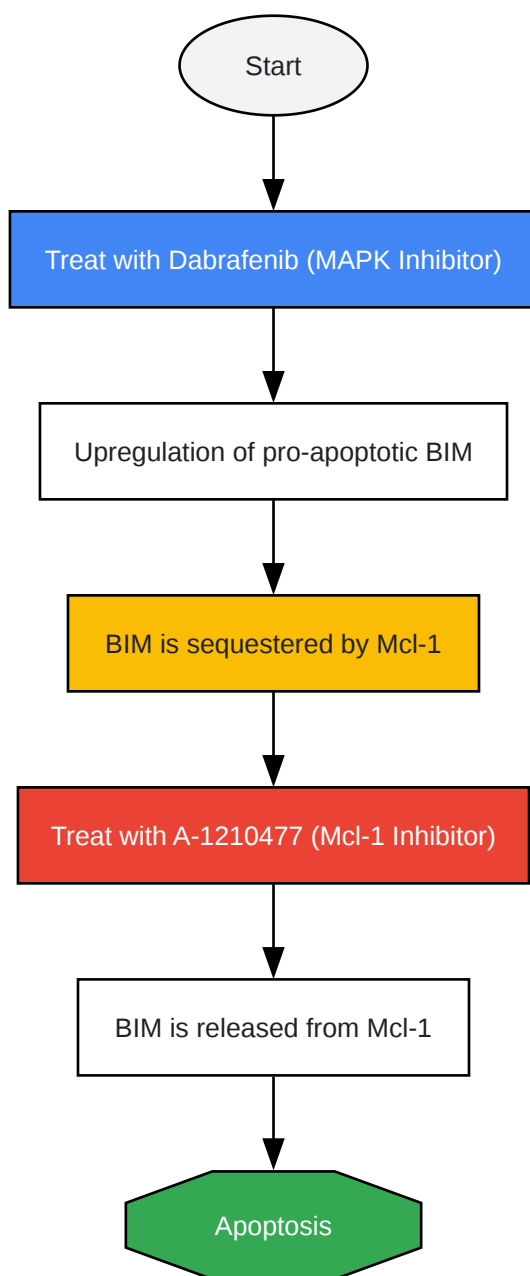 Start
Treat with Dabrafenib (MAPK Inhibitor)
Upregulation of pro-apoptotic BIM
BIM is sequestered by Mcl-1
Treat with A-1210477 (Mcl-1 Inhibitor)
BIM is released from Mcl-1
Apoptosis